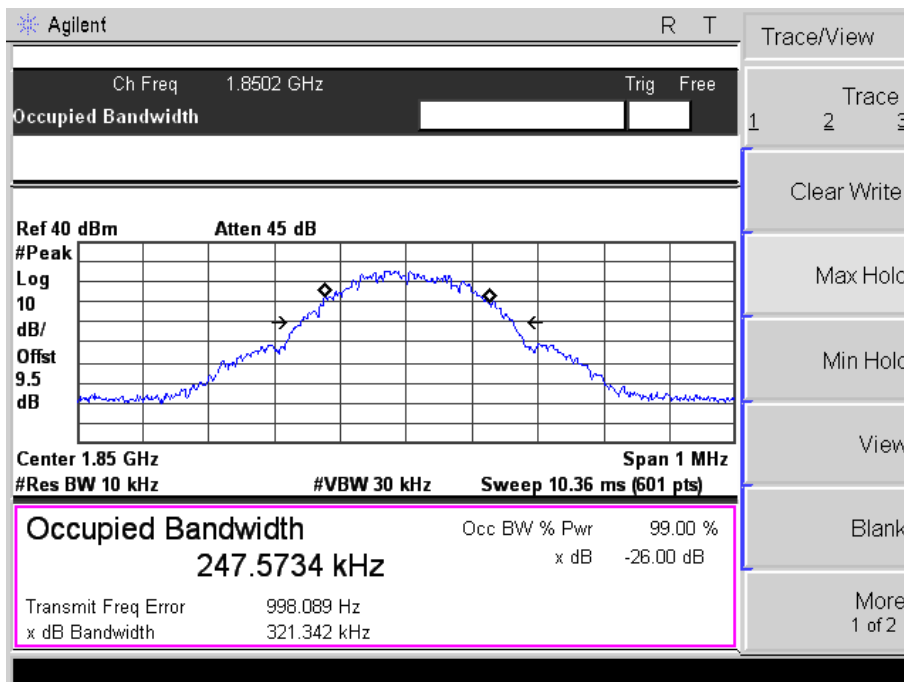 Agilent R T
Trace/View
Ch Freq 1.8502 GHz Trig Free
Occupied Bandwidth
Trace
1 2 3
Clear Write
Max Hold
Min Hold
View
Blank
More
1 of 2
Ref 40 dBm Atten 45 dB
#Peak
Log
10
dB/
Offst
9.5
dB
Center 1.85 GHz Span 1 MHz
#Res BW 10 kHz #VBW 30 kHz Sweep 10.36 ms (601 pts)
Occupied Bandwidth
247.5734 kHz
Occ BW % Pwr 99.00 %
x dB -26.00 dB
Transmit Freq Error 998.089 Hz
x dB Bandwidth 321.342 kHz